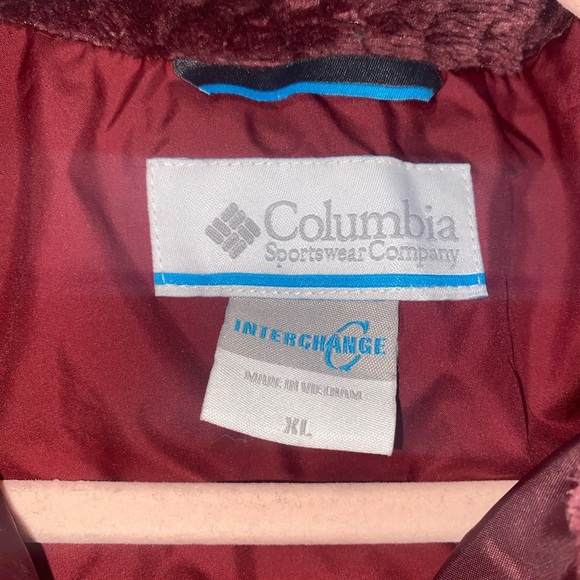 Columbia
Sportswear Company
INTERCHANGE
MADE IN VIETNAM
XL